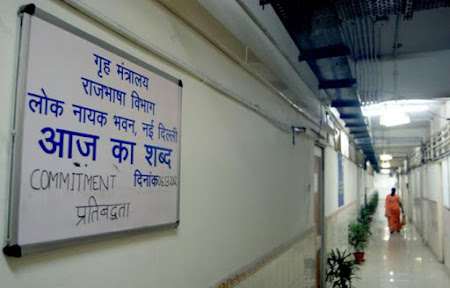 गृह मंत्रालय
राजभाषा विभाग
लोक नायक भवन, नई दिल्ली
आज का शब्द
COMMITMENT दिनांक
प्रतिबद्धता